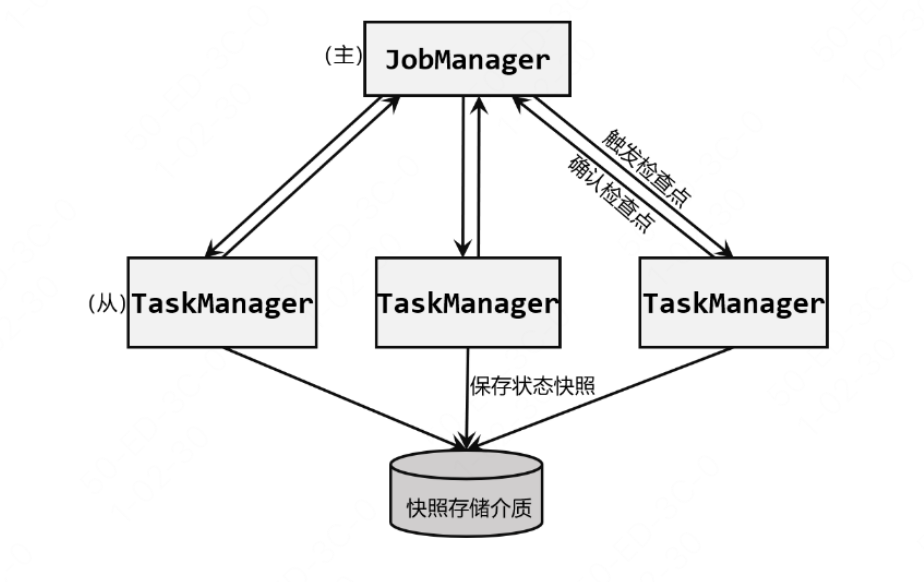 (主)
JobManager
触发检查点
确认检查点
(从)
TaskManager
TaskManager
TaskManager
保存状态快照
快照存储介质